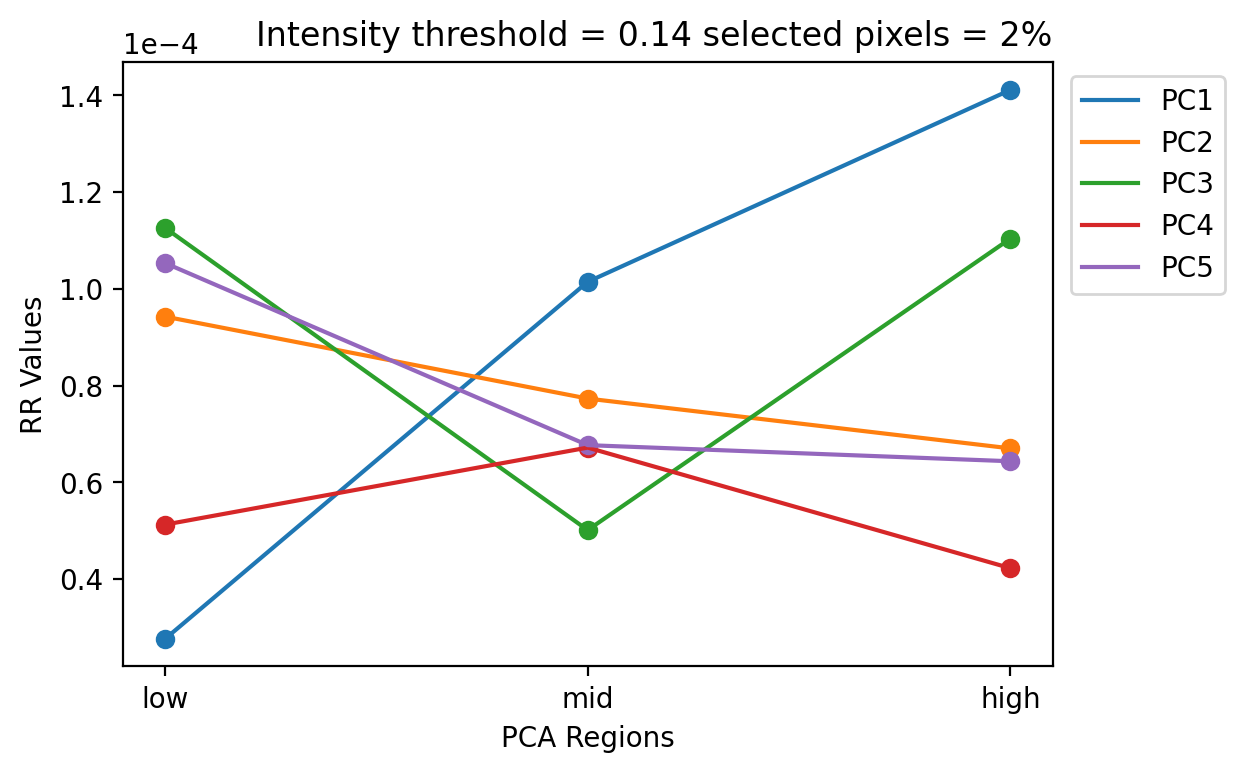 Intensity threshold = 0.14 selected pixels = 2%
1e−4
1.4
1.2
1.0
0.8
0.6
0.4
RR Values
low
mid
high
PCA Regions
PC1
PC2
PC3
PC4
PC5